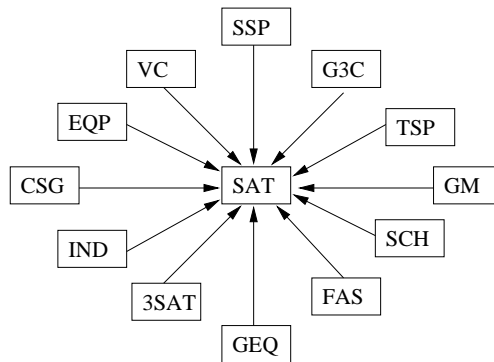 SSP
VC
G3C
EQP
TSP
CSG
SAT
GM
IND
SCH
3SAT
FAS
GEQ